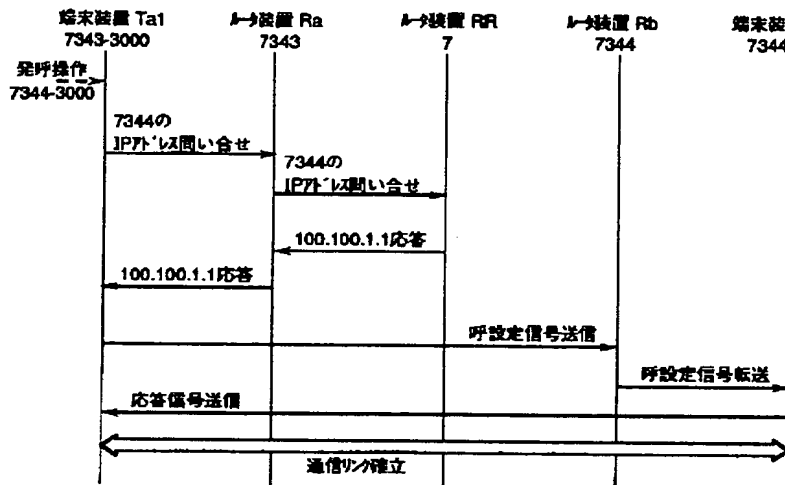 端末装置 Ta1
7343-3000
ルータ装置 Ra
7343
ルータ装置 RR
7
ルータ装置 Rb
7344
端末装
7344
発呼操作
7344-3000
7344の
IPアドレス問い合せ
7344の
IPアドレス問い合せ
100.100.1.1応答
100.100.1.1応答
呼設定信号送信
呼設定信号転送
応答信号送信
通信リンク確立